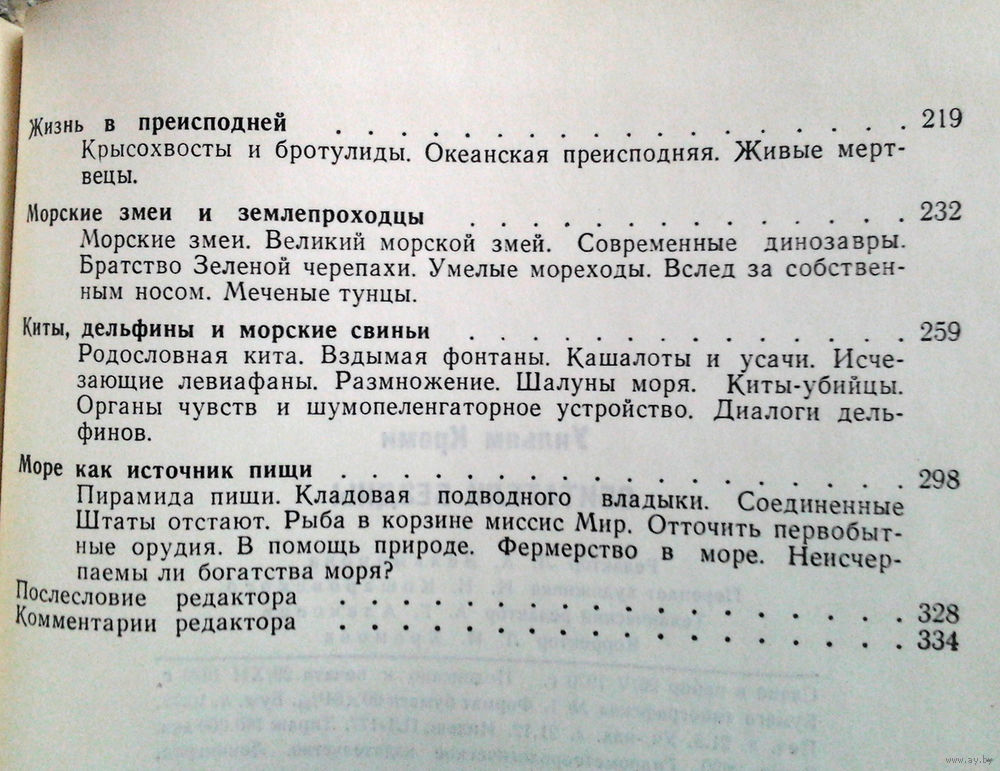 Жизнь в преисподней . . . . . . . . . . . . . . . . . . 219
Крысохвосты и бротулиды. Океанская преисподняя. Живые мерт-
вецы.
Морские змеи и землепроходцы . . . . . . . . . . . . . . 232
Морские змеи. Великий морской змей. Современные динозавры.
Братство Зеленой черепахи. Умелые мореходы. Вслед за собствен-
ным носом. Меченые тунцы.
Киты, дельфины и морские свиньи . . . . . . . . . . . . . . 259
Родословная кита. Вздымая фонтаны. Кашалоты и усачи. Исче-
зающие левиафаны. Размножение. Шалуны моря. Киты-убийцы.
Органы чувств и шумопеленгаторное устройство. Диалоги дель-
финов.
Море как источник пищи . . . . . . . . . . . . . . . . . . 298
Пирамида пищи. Кладовая подводного владыки. Соединенные
Штаты отстают. Рыба в корзине миссис Мир. Отточить первобыт-
ные орудия. В помощь природе. Фермерство в море. Неисчер-
паемы ли богатства моря?
Послесловие редактора . . . . . . . . . . . . . . . . . . 328
Комментарии редактора . . . . . . . . . . . . . . . . . . 334
www.ay.by